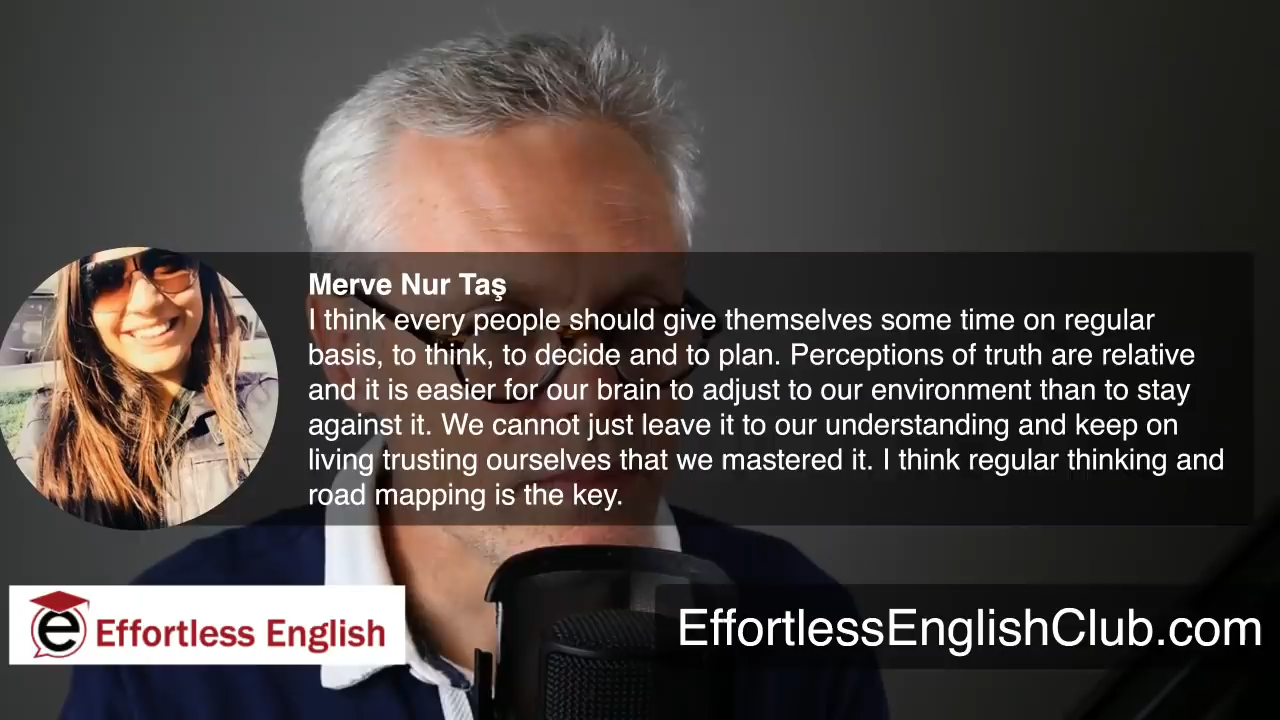 Merve Nur Taş
I think every people should give themselves some time on regular
basis, to think, to decide and to plan. Perceptions of truth are relative
and it is easier for our brain to adjust to our environment than to stay
against it. We cannot just leave it to our understanding and keep on
living trusting ourselves that we mastered it. I think regular thinking and
road mapping is the key.
e Effortless English
EffortlessEnglishClub.com